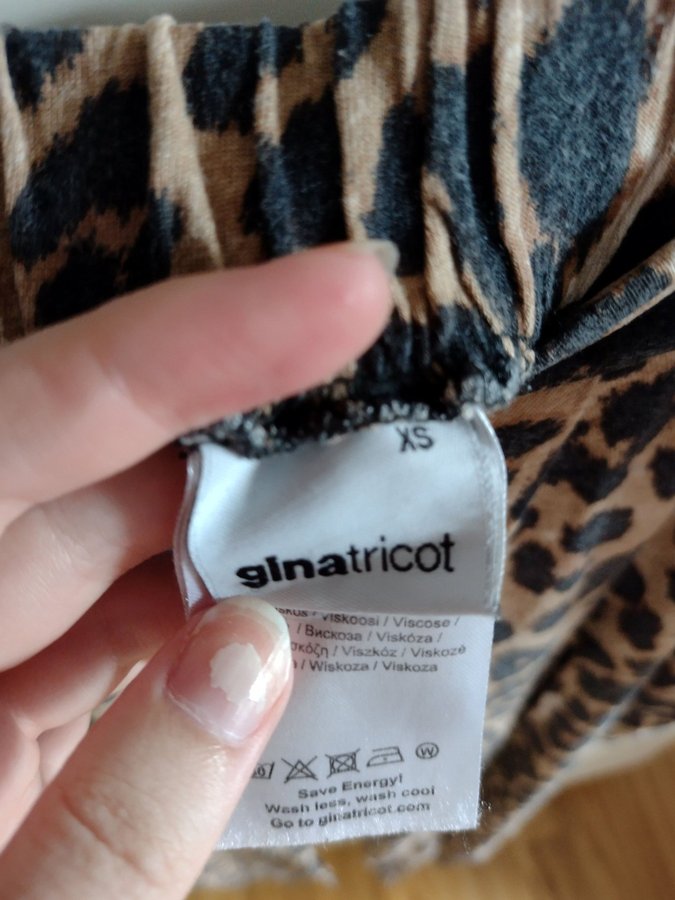 XS
ginatricot
/ Viskoosi / Viscose /
/ Вискоза / Viskóza /
/ Viszkóz / Viskozė
/ Wiskoza / Viskoza
W
Save Energy!
Wash less, wash cool
Go to ginatricot.com